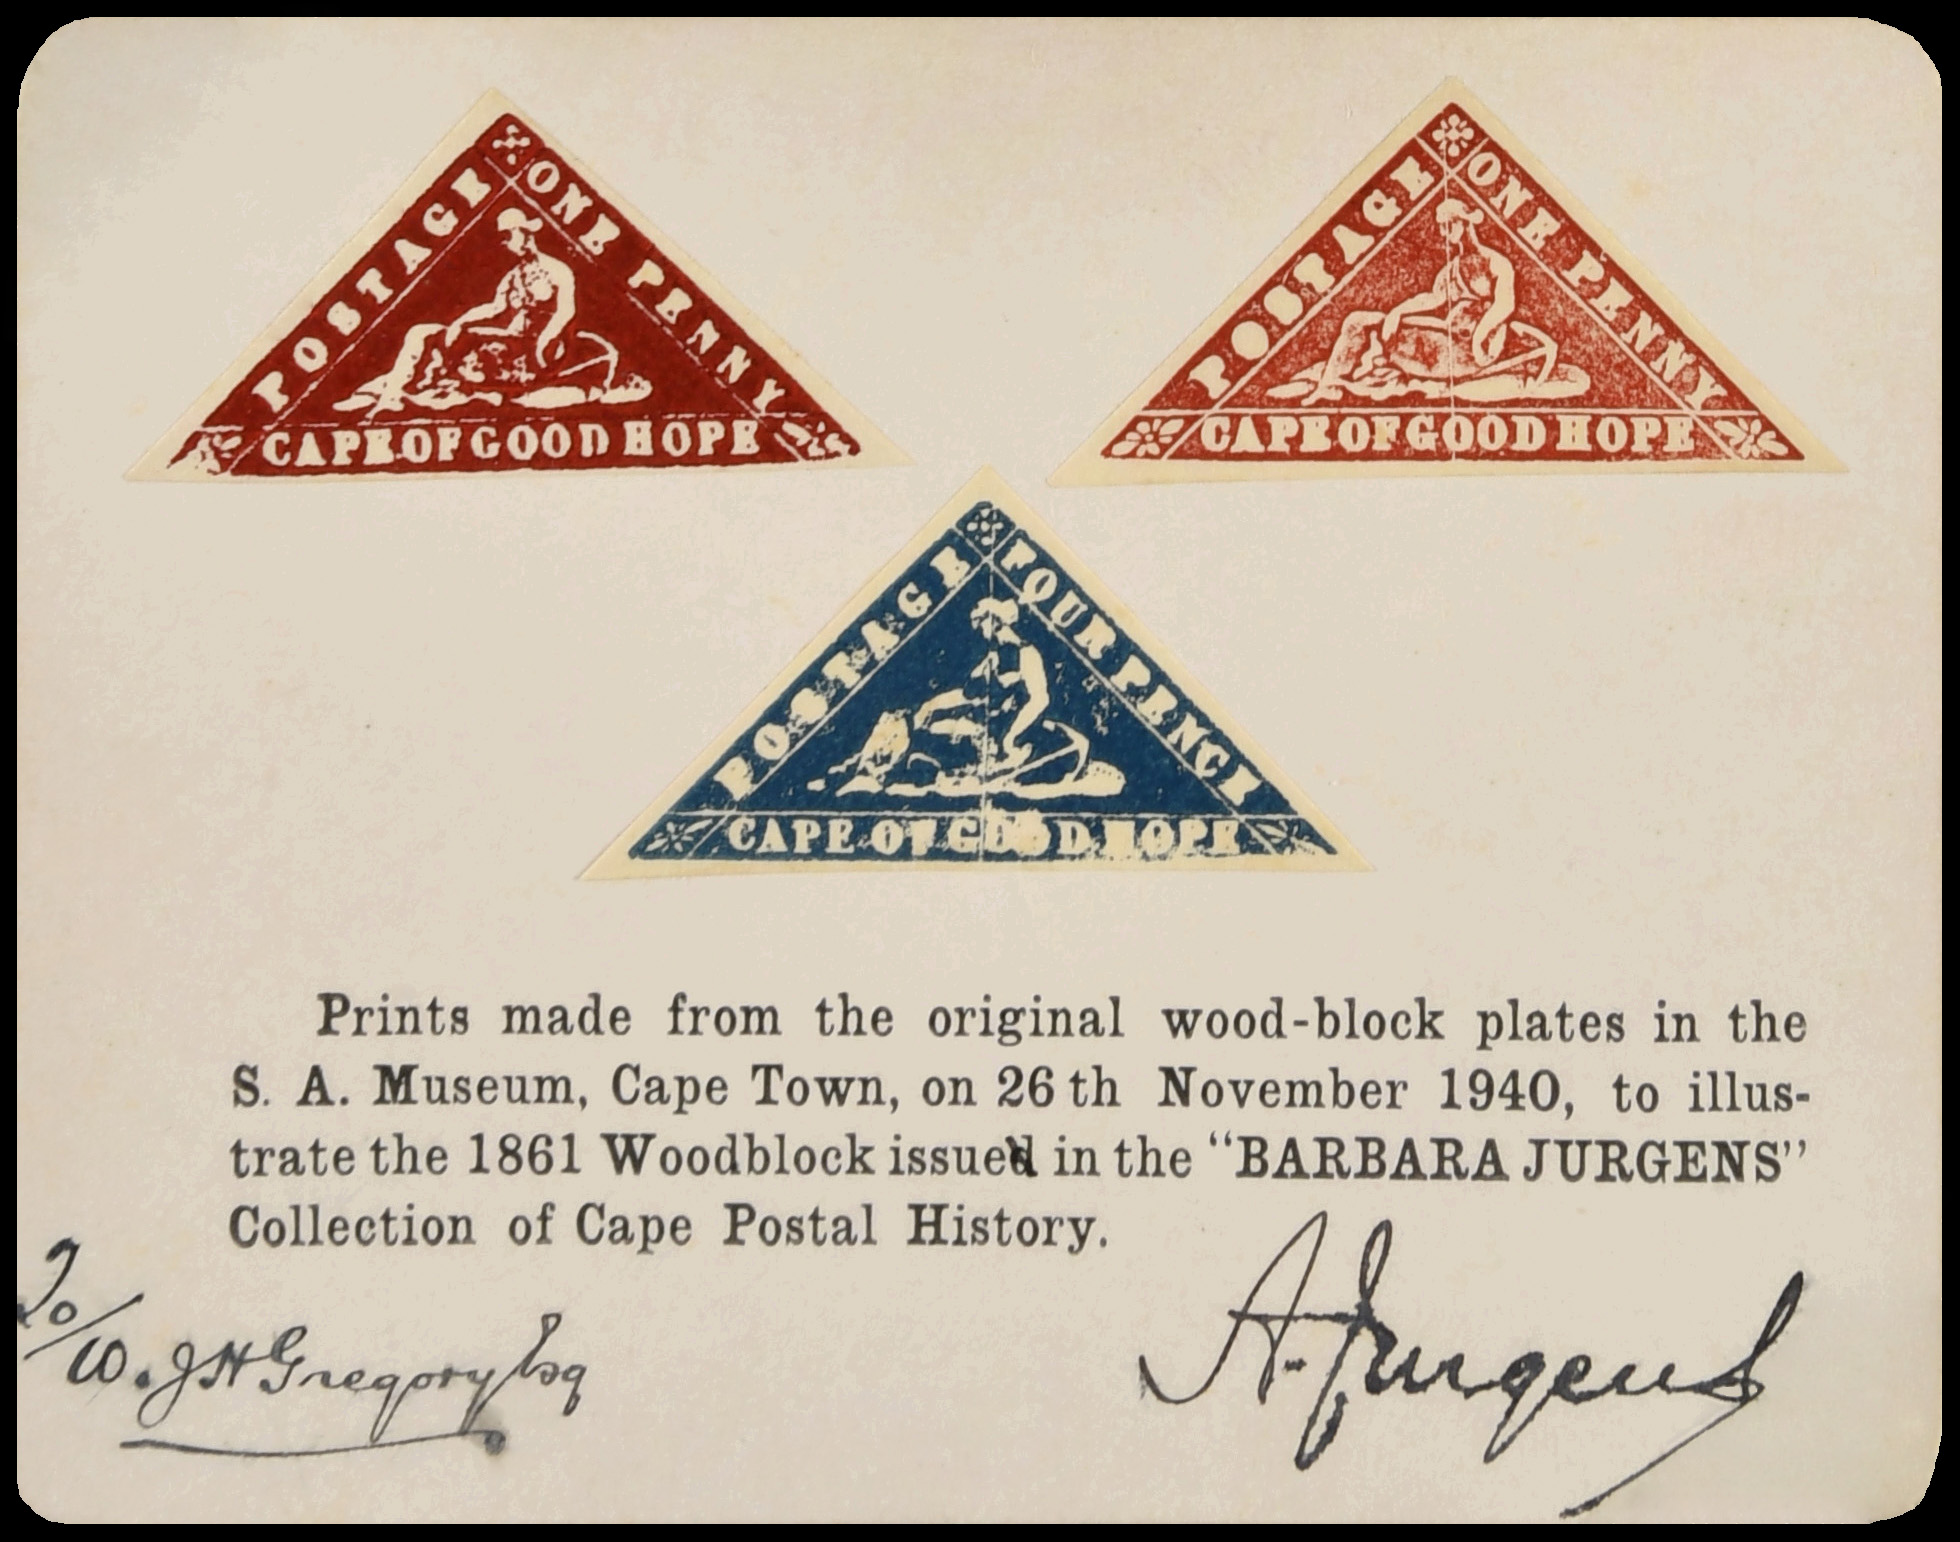 POSTAGE
ONE PENNY
CAPE OF GOOD HOPE
POSTAGE
ONE PENNY
CAPE OF GOOD HOPE
POSTAGE
FOUR PENCE
CAPE OF GOOD HOPE
Prints made from the original wood-block plates in the
S. A. Museum, Cape Town, on 26th November 1940, to illus-
trate the 1861 Woodblock issued in the “BARBARA JURGENS”
Collection of Cape Postal History.
To/
W. J H Gregory Esq
A. Jurgens